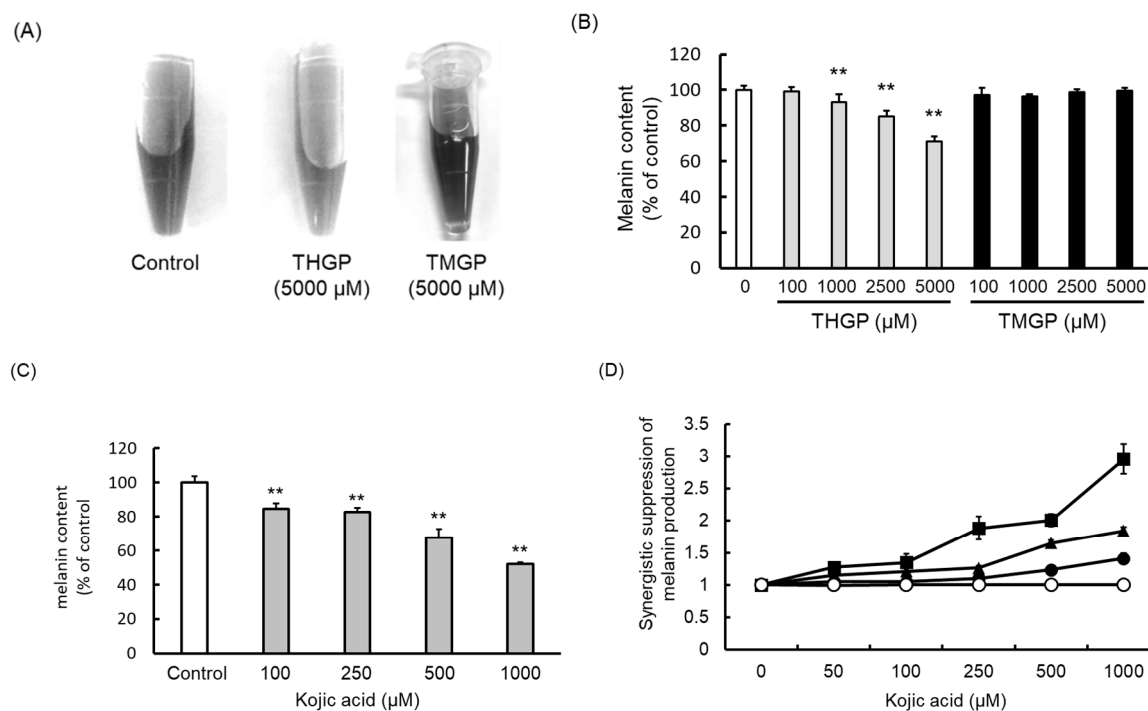 (A)
Control
THGP
(5000 µM)
TMGP
(5000 µM)
(B)
Melanin content
(% of control)
120
100
80
60
40
20
0
** ** **
0 100 1000 2500 5000 100 1000 2500 5000
THGP (µM) TMGP (µM)
(C)
melanin content
(% of control)
120
100
80
60
40
20
0
** ** ** **
Control 100 250 500 1000
Kojic acid (µM)
(D)
Synergistic suppression of
melanin production
3.5
3
2.5
2
1.5
1
0.5
0
0 50 100 250 500 1000
Kojic acid (µM)